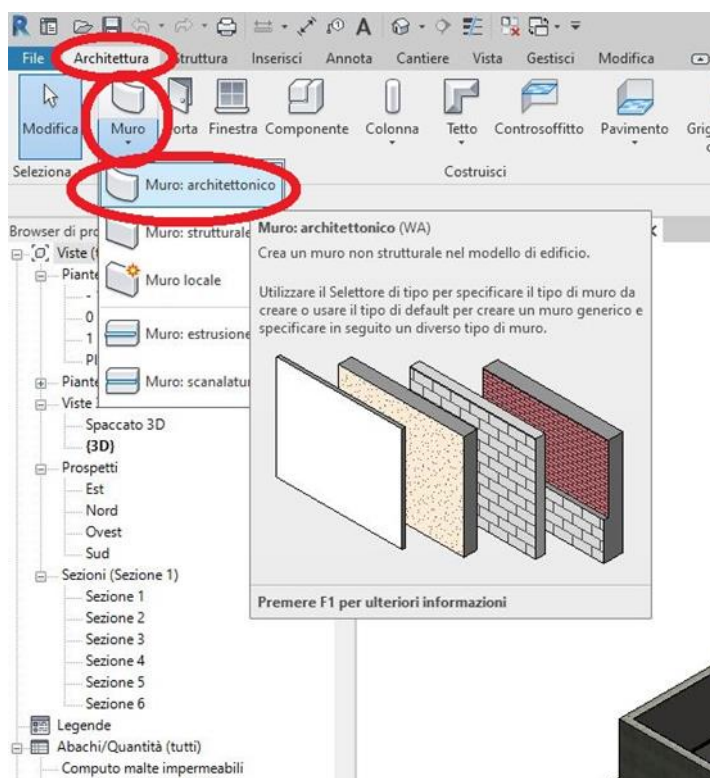 File Architettura Struttura Inserisci Annota Cantiere Vista Gestisci Modifica
Modifica Muro Porta Finestra Componente Colonna Tetto Controsoffitto Pavimento
Seleziona Costruisci
Muro: architettonico
Muro: strutturale
Muro locale
Muro: estrusione
Muro: scanalatu
Muro: architettonico (WA)
Crea un muro non strutturale nel modello di edificio.
Utilizzare il Selettore di tipo per specificare il tipo di muro da
creare o usare il tipo di default per creare un muro generico e
specificare in seguito un diverso tipo di muro.
Premere F1 per ulteriori informazioni
Browser di pro
Viste (
Piante
-
0
1
Pl
Piante
Viste
Spaccato 3D
{3D}
Prospetti
Est
Nord
Ovest
Sud
Sezioni (Sezione 1)
Sezione 1
Sezione 2
Sezione 3
Sezione 4
Sezione 5
Sezione 6
Legende
Abachi/Quantità (tutti)
Computo malte impermeabili